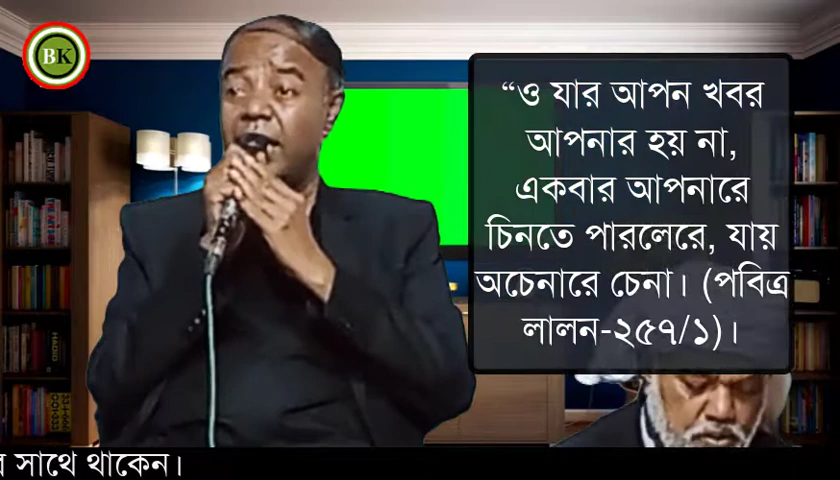 BK
“ও যার আপন খবর
আপনার হয় না,
একবার আপনারে
চিনতে পারলেরে, যায়
অচেনারে চেনা। (পবিত্র
লালন-২৫৭/১)।
সাথে থাকেন।